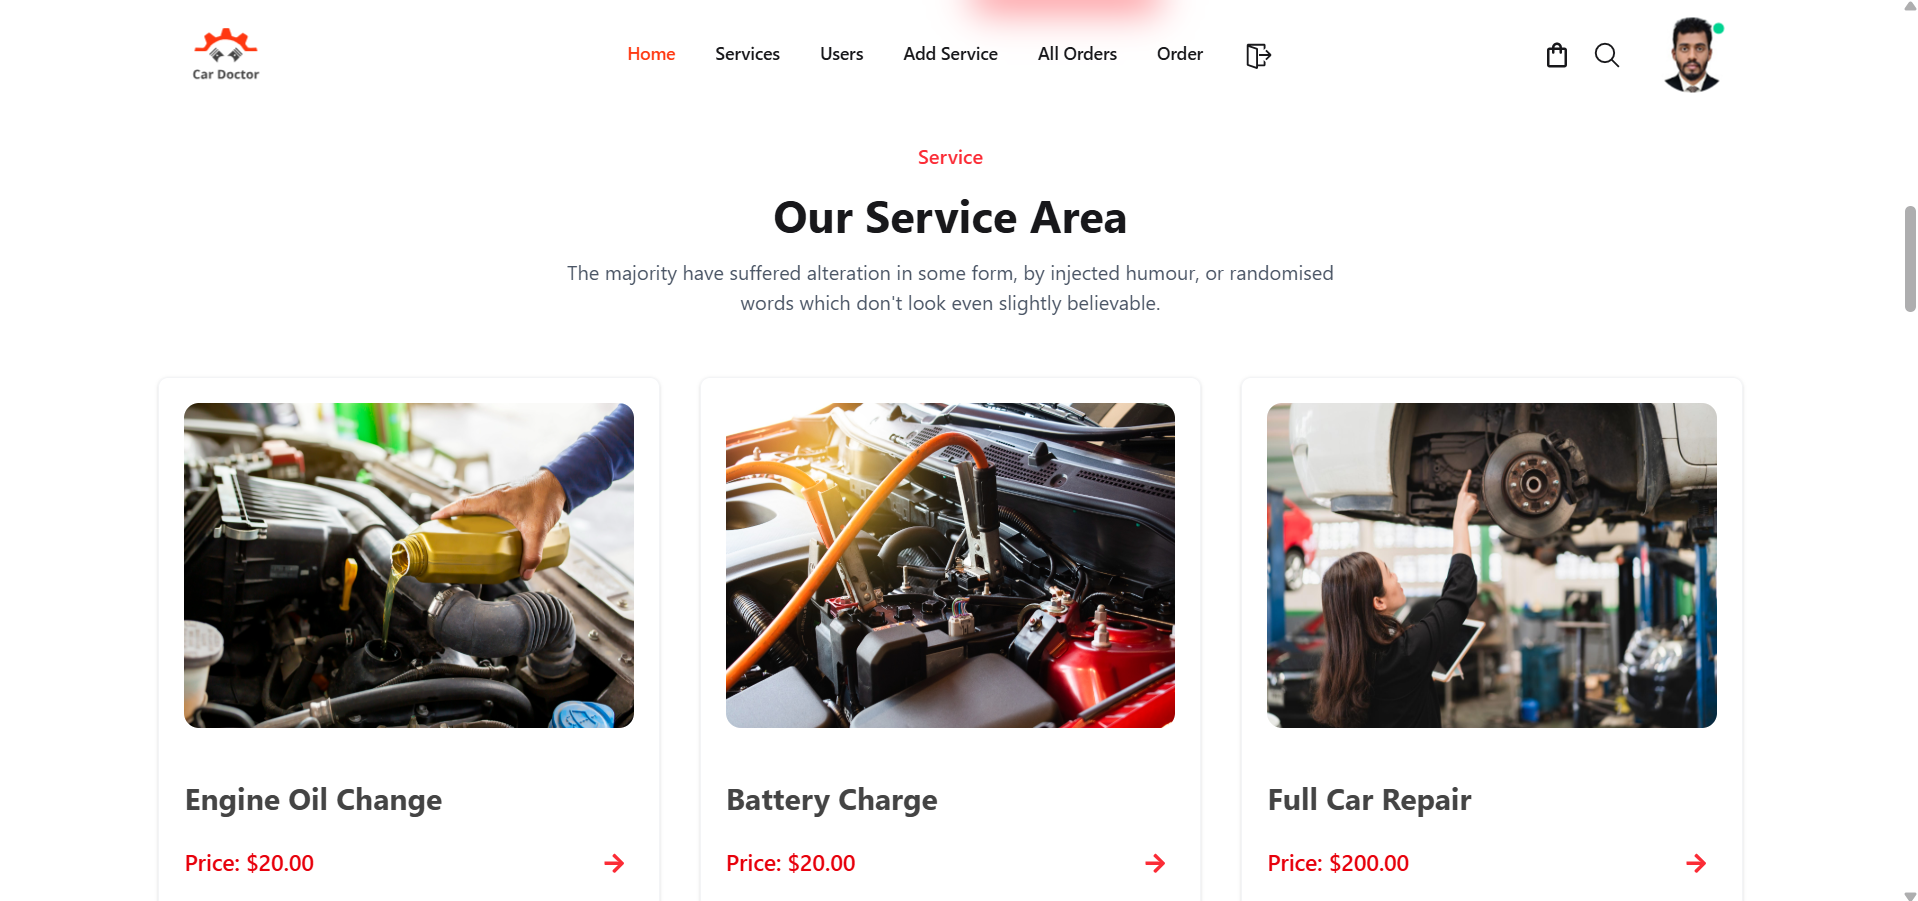 Car Doctor
Home Services Users Add Service All Orders Order
Service
Our Service Area
The majority have suffered alteration in some form, by injected humour, or randomised
words which don't look even slightly believable.
Engine Oil Change
Price: $20.00
Battery Charge
Price: $20.00
Full Car Repair
Price: $200.00